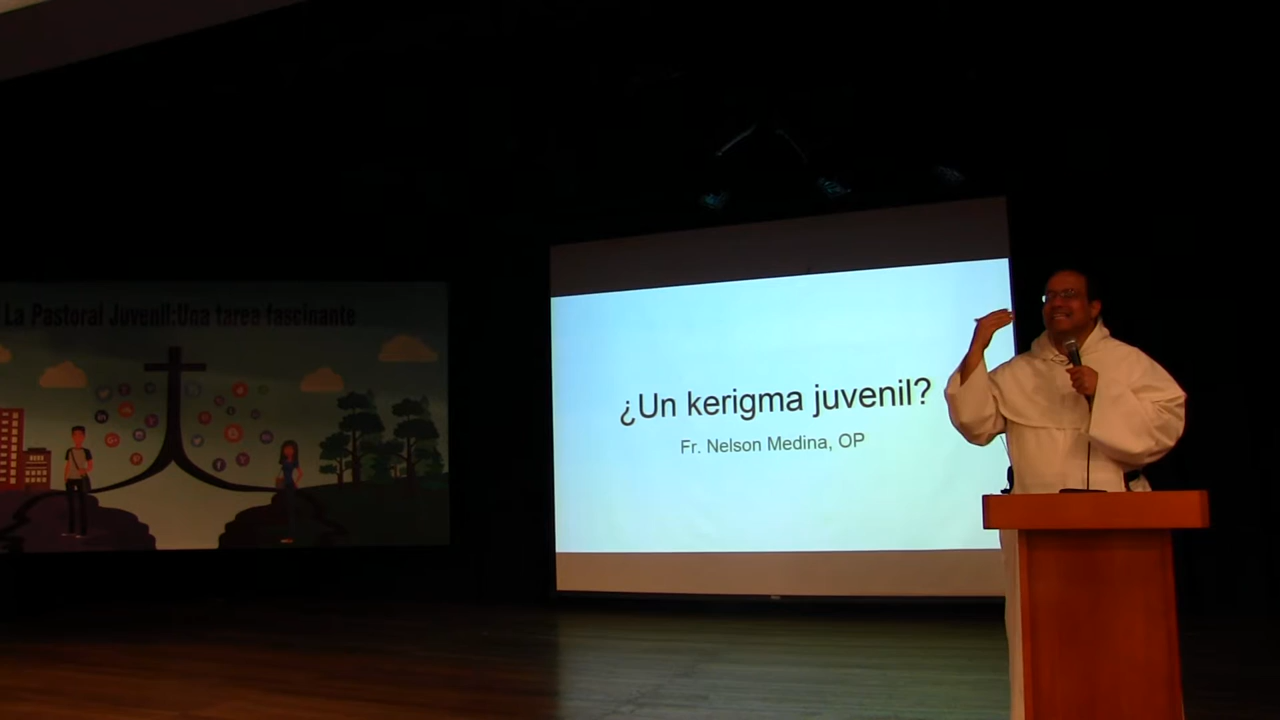 La Pastoral Juvenil:Una tarea fascinante
¿Un kerigma juvenil?
Fr. Nelson Medina, OP